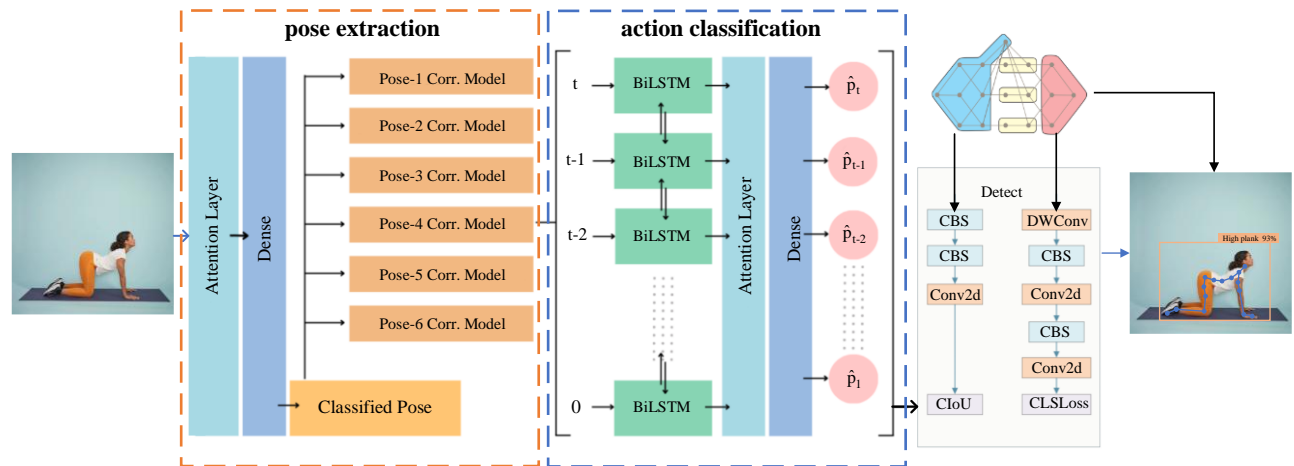 pose extraction
Attention Layer
Dense
Pose-1 Corr. Model
Pose-2 Corr. Model
Pose-3 Corr. Model
Pose-4 Corr. Model
Pose-5 Corr. Model
Pose-6 Corr. Model
Classified Pose
action classification
t
BiLSTM
t-1
BiLSTM
t-2
BiLSTM
0
BiLSTM
Attention Layer
Dense
p̂t
p̂t-1
p̂t-2
p̂1
Detect
CBS
CBS
Conv2d
CIoU
DWConv
CBS
Conv2d
CBS
Conv2d
CLSLoss
High plank 93%